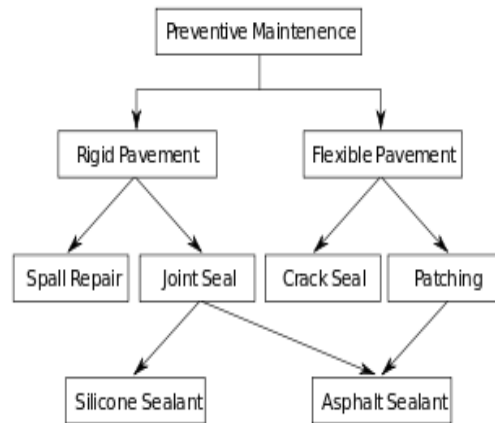 Preventive Maintenence
Rigid Pavement
Flexible Pavement
Spall Repair
Joint Seal
Crack Seal
Patching
Silicone Sealant
Asphalt Sealant